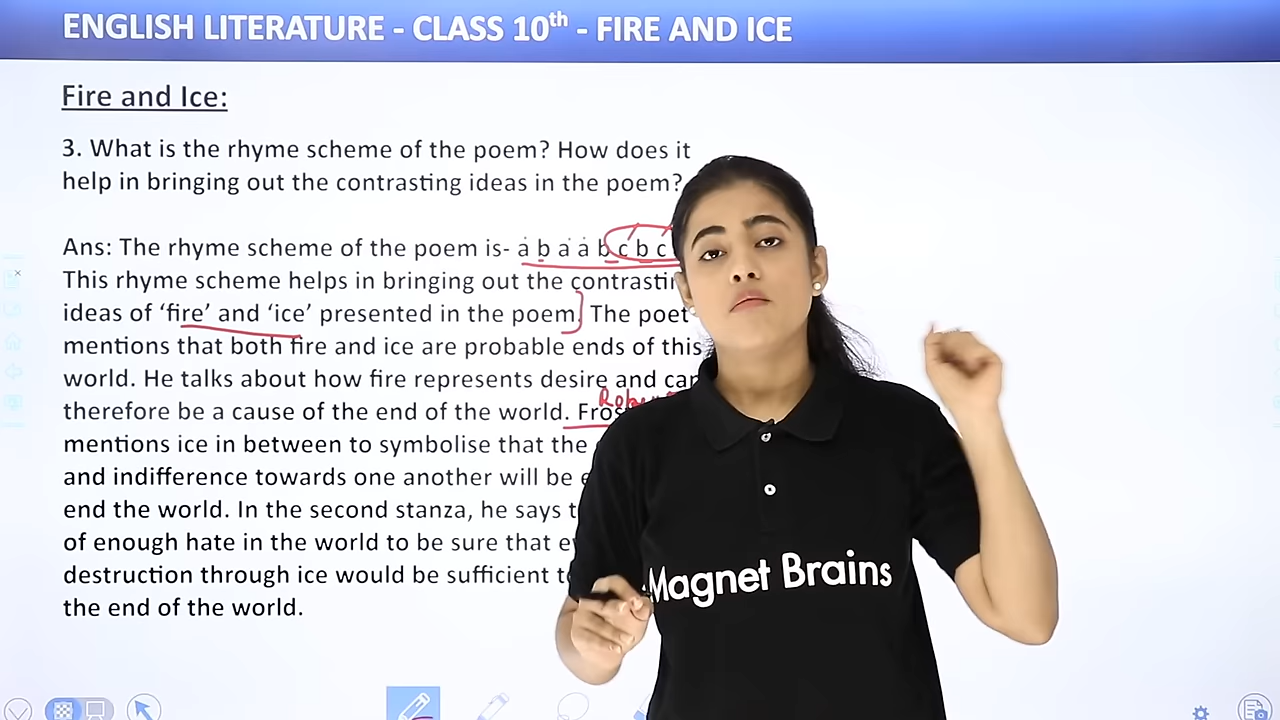 ENGLISH LITERATURE - CLASS 10th - FIRE AND ICE
Fire and Ice:
3. What is the rhyme scheme of the poem? How does it
help in bringing out the contrasting ideas in the poem?
Ans: The rhyme scheme of the poem is- a b a a b c b c
This rhyme scheme helps in bringing out the
ideas of ‘fire’ and ‘ice’ presented in the poem. The poet
mentions that both fire and ice are probable ends of this
world. He talks about how fire represents desire and can
therefore be a cause of the end of the world.
mentions ice in between to symbolise that the
and indifference towards one another will be
end the world. In the second stanza, he says
of enough hate in the world to be sure that
destruction through ice would be sufficient
the end of the world.
Magnet Brains